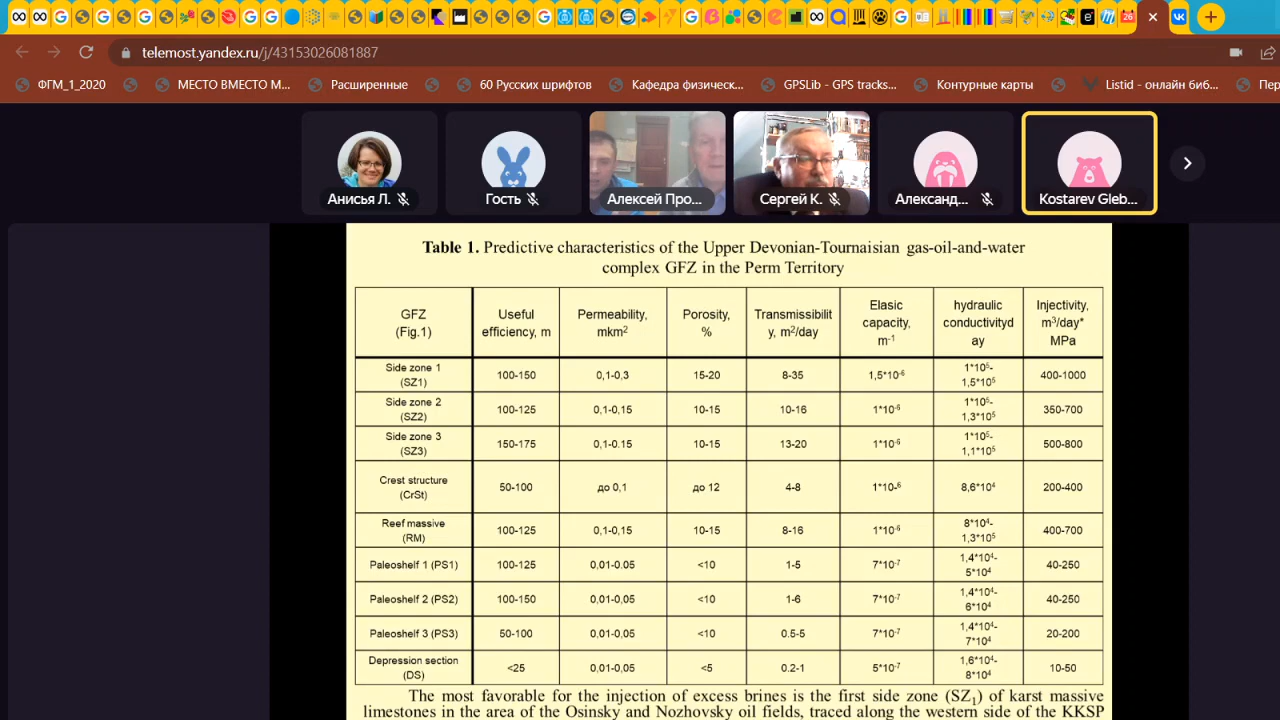 telemost.yandex.ru/j/43153026081887
ФГМ_1_2020 МЕСТО ВМЕСТО М... Расширенные 60 Русских шрифтов Кафедра физическ... GPSLib - GPS tracks... Контурные карты Listid - онлайн биб... Пер
Анисья Л. Гость Алексей Про... Сергей К. Александ... Kostarev Gleb...
Table 1. Predictive characteristics of the Upper Devonian-Tournaisian gas-oil-and-water
complex GFZ in the Perm Territory
GFZ (Fig.1) Useful efficiency, m Permeability, mkm² Porosity, % Transmissibilit y, m²/day Elasic capacity, m⁻¹ hydraulic conductivityd ay Injectivity, m³/day* MPa
Side zone 1 (SZ1) 100-150 0,1-0,3 15-20 8-35 1,5*10⁻⁶ 1*10⁵- 1,5*10⁵ 400-1000
Side zone 2 (SZ2) 100-125 0,1-0,15 10-15 10-16 1*10⁻⁶ 1*10⁵- 1,3*10⁵ 350-700
Side zone 3 (SZ3) 150-175 0,1-0.15 10-15 13-20 1*10⁻⁶ 1*10⁵- 1,1*10⁵ 500-800
Crest structure (CrSt) 50-100 до 0,1 до 12 4-8 1*10-⁶ 8,6*10⁴ 200-400
Reef massive (RM) 100-125 0,1-0,15 10-15 8-16 1*10⁻⁶ 8*10⁴- 1,3*10⁵ 400-700
Paleoshelf 1 (PS1) 100-125 0,01-0.05 <10 1-5 7*10⁻⁷ 1,4*10⁴- 5*10⁴ 40-250
Paleoshelf 2 (PS2) 100-150 0,01-0,05 <10 1-6 7*10⁻⁷ 1,4*10⁴- 6*10⁴ 40-250
Paleoshelf 3 (PS3) 50-100 0,01-0,05 <10 0.5-5 7*10⁻⁷ 1,4*10⁴- 7*10⁴ 20-200
Depression section (DS) <25 0,01-0,05 <5 0.2-1 5*10⁻⁷ 1,6*10⁴- 8*10⁴ 10-50
The most favorable for the injection of excess brines is the first side zone (SZ₁) of karst massive
limestones in the area of the Osinsky and Nozhovsky oil fields, traced along the western side of the KKSP